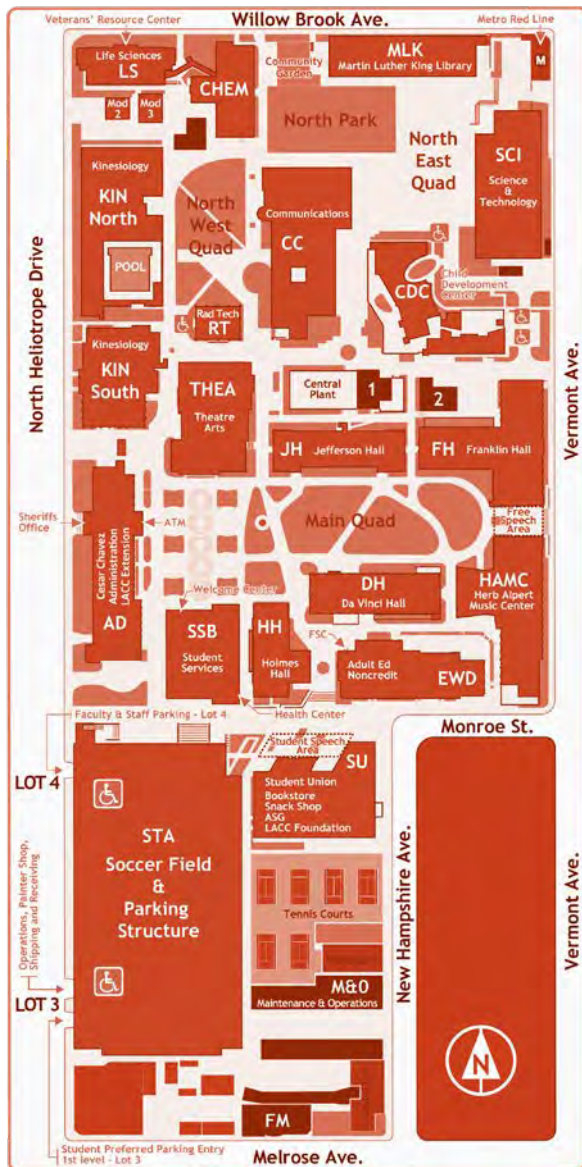 Veterans' Resource Center
Willow Brook Ave.
Metro Red Line
Life Sciences
LS
CHEM
Community
Garden
MLK
Martin Luther King Library
M
Mod
2
Mod
3
North Park
North
East
Quad
SCI
Science
&
Technology
Kinesiology
KIN
North
POOL
North
West
Quad
Communications
CC
CDC
Child
Development
Center
Rad Tech
RT
Kinesiology
KIN
South
THEA
Theatre
Arts
Central
Plant
1
2
JH Jefferson Hall
FH Franklin Hall
North Heliotrope Drive
Vermont Ave.
Sheriffs
Office
ATM
Cesar Chavez
Administration
LACC Extension
AD
Main Quad
Free
Speech
Area
Welcome Center
DH
Da Vinci Hall
HAMC
Herb Alpert
Music Center
SSB
Student
Services
HH
Holmes
Hall
FSC
Adult Ed
Noncredit
EWD
Faculty & Staff Parking - Lot 4
Health Center
Monroe St.
Student Speech
Area
SU
Student Union
Bookstore
Snack Shop
ASG
LACC Foundation
LOT 4
STA
Soccer Field
&
Parking
Structure
Operations, Painter Shop,
Shipping and Receiving
Tennis Courts
New Hampshire Ave.
Vermont Ave.
LOT 3
M&O
Maintenance & Operations
N
FM
Student Preferred Parking Entry
1st level - Lot 3
Melrose Ave.